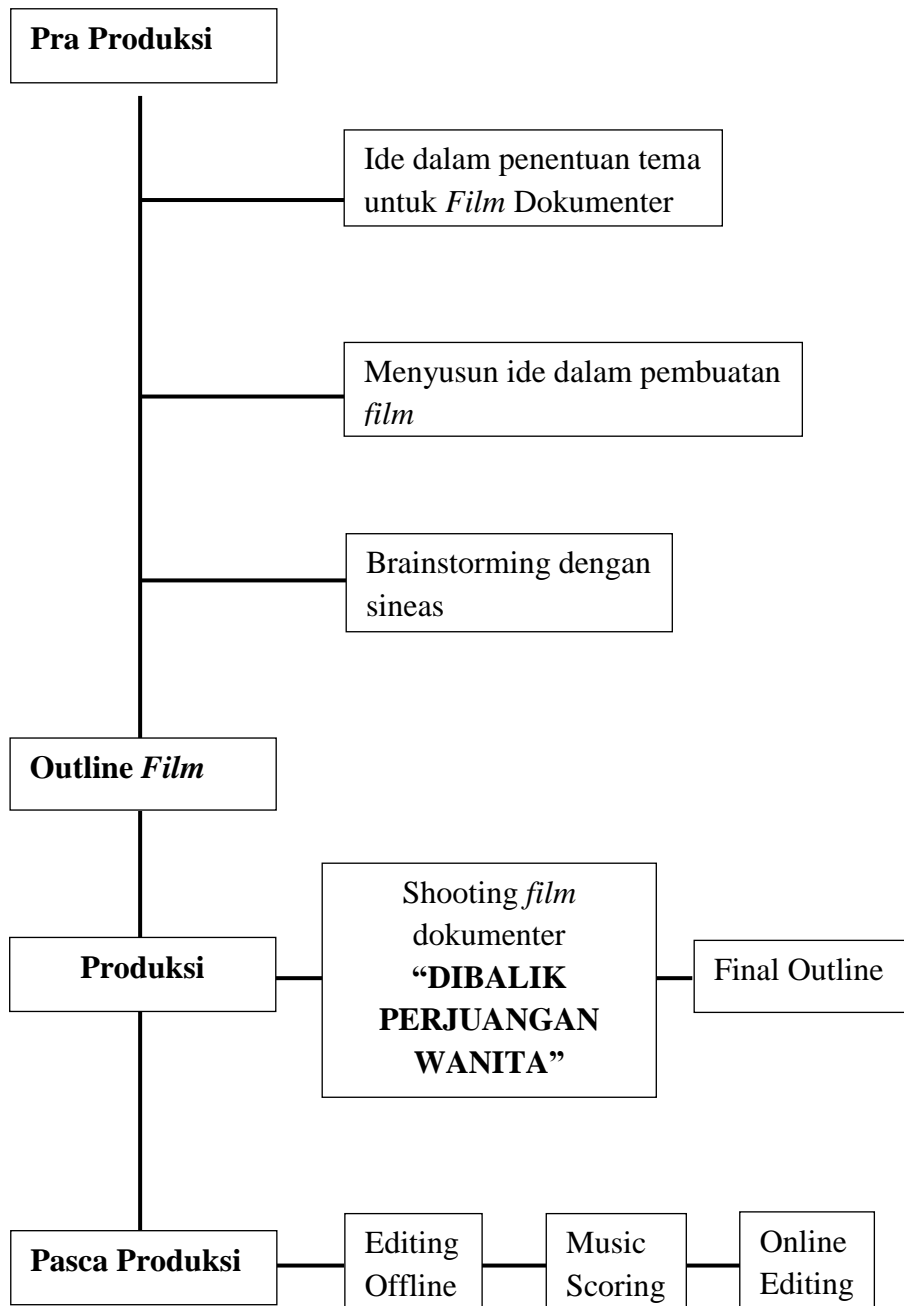 Pra Produksi
Ide dalam penentuan tema
untuk Film Dokumenter
Menyusun ide dalam pembuatan
film
Brainstorming dengan
sineas
Outline Film
Produksi
Shooting film
dokumenter
“DIBALIK
PERJUANGAN
WANITA”
Final Outline
Pasca Produksi
Editing
Offline
Music
Scoring
Online
Editing